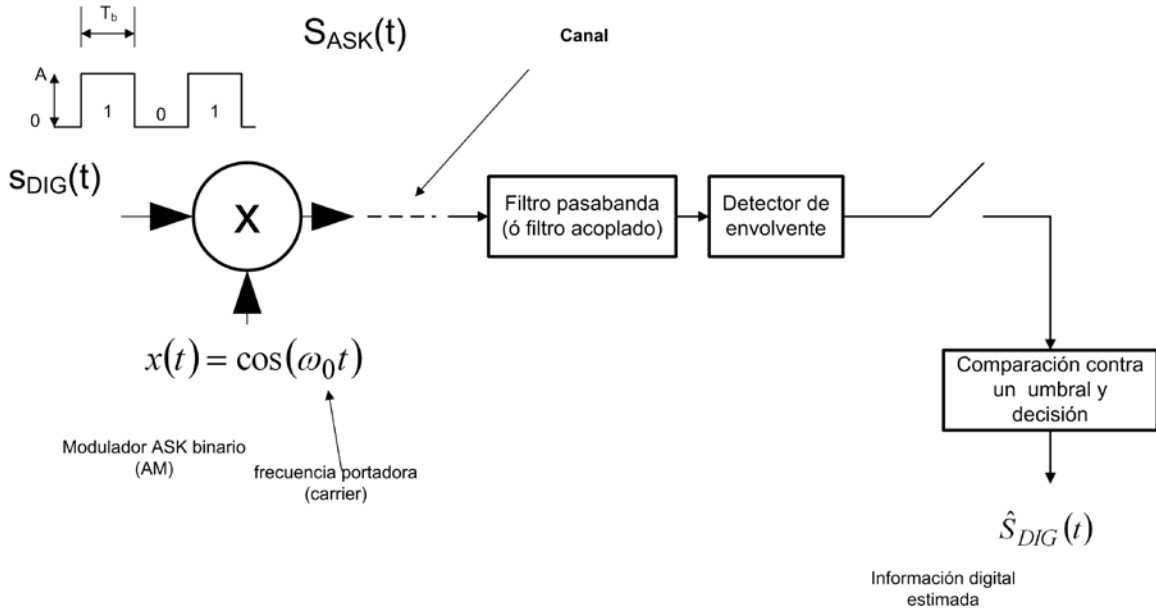 T_b
S_ASK(t)
Canal
A
0
1
0
1
s_DIG(t)
X
Filtro pasabanda
(ó filtro acoplado)
Detector de
envolvente
x(t) = cos(ω₀t)
Comparación contra
un umbral y
decisión
Modulador ASK binario
(AM)
frecuencia portadora
(carrier)
Ŝ_DIG(t)
Información digital
estimada